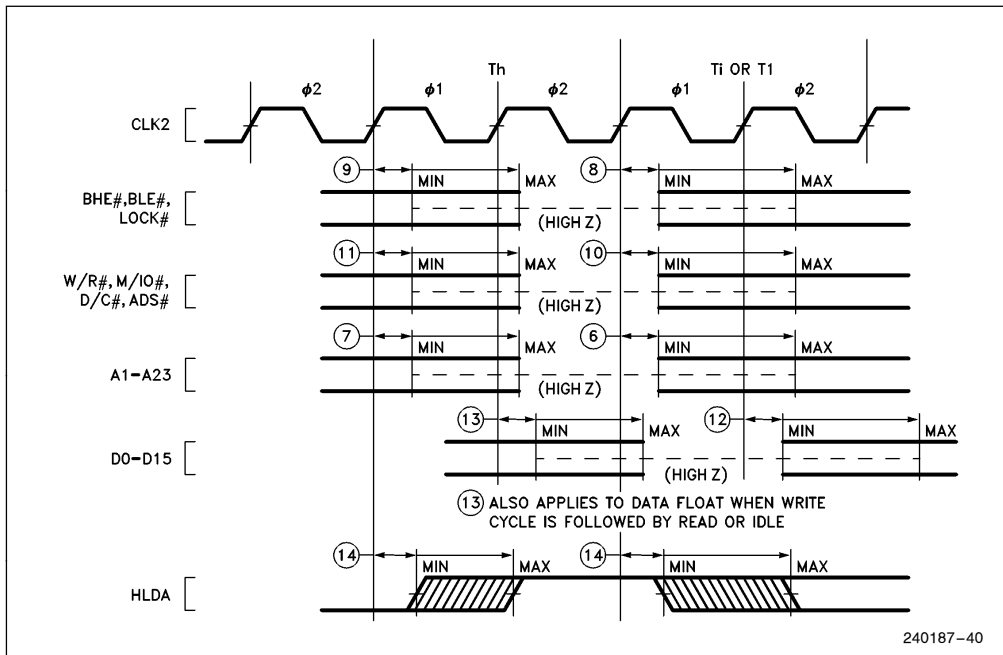 Th Ti OR T1
ϕ2 ϕ1 ϕ2 ϕ1 ϕ2
CLK2
9 8
MIN MAX MIN MAX
BHE#,BLE#,
LOCK#
(HIGH Z)
11 10
MIN MAX MIN MAX
W/R#, M/IO#,
D/C#, ADS#
(HIGH Z)
7 6
MIN MAX MIN MAX
A1-A23
(HIGH Z)
13 12
MIN MAX MIN MAX
D0-D15
(HIGH Z)
13 ALSO APPLIES TO DATA FLOAT WHEN WRITE
CYCLE IS FOLLOWED BY READ OR IDLE
14 14
MIN MAX MIN MAX
HLDA
240187-40